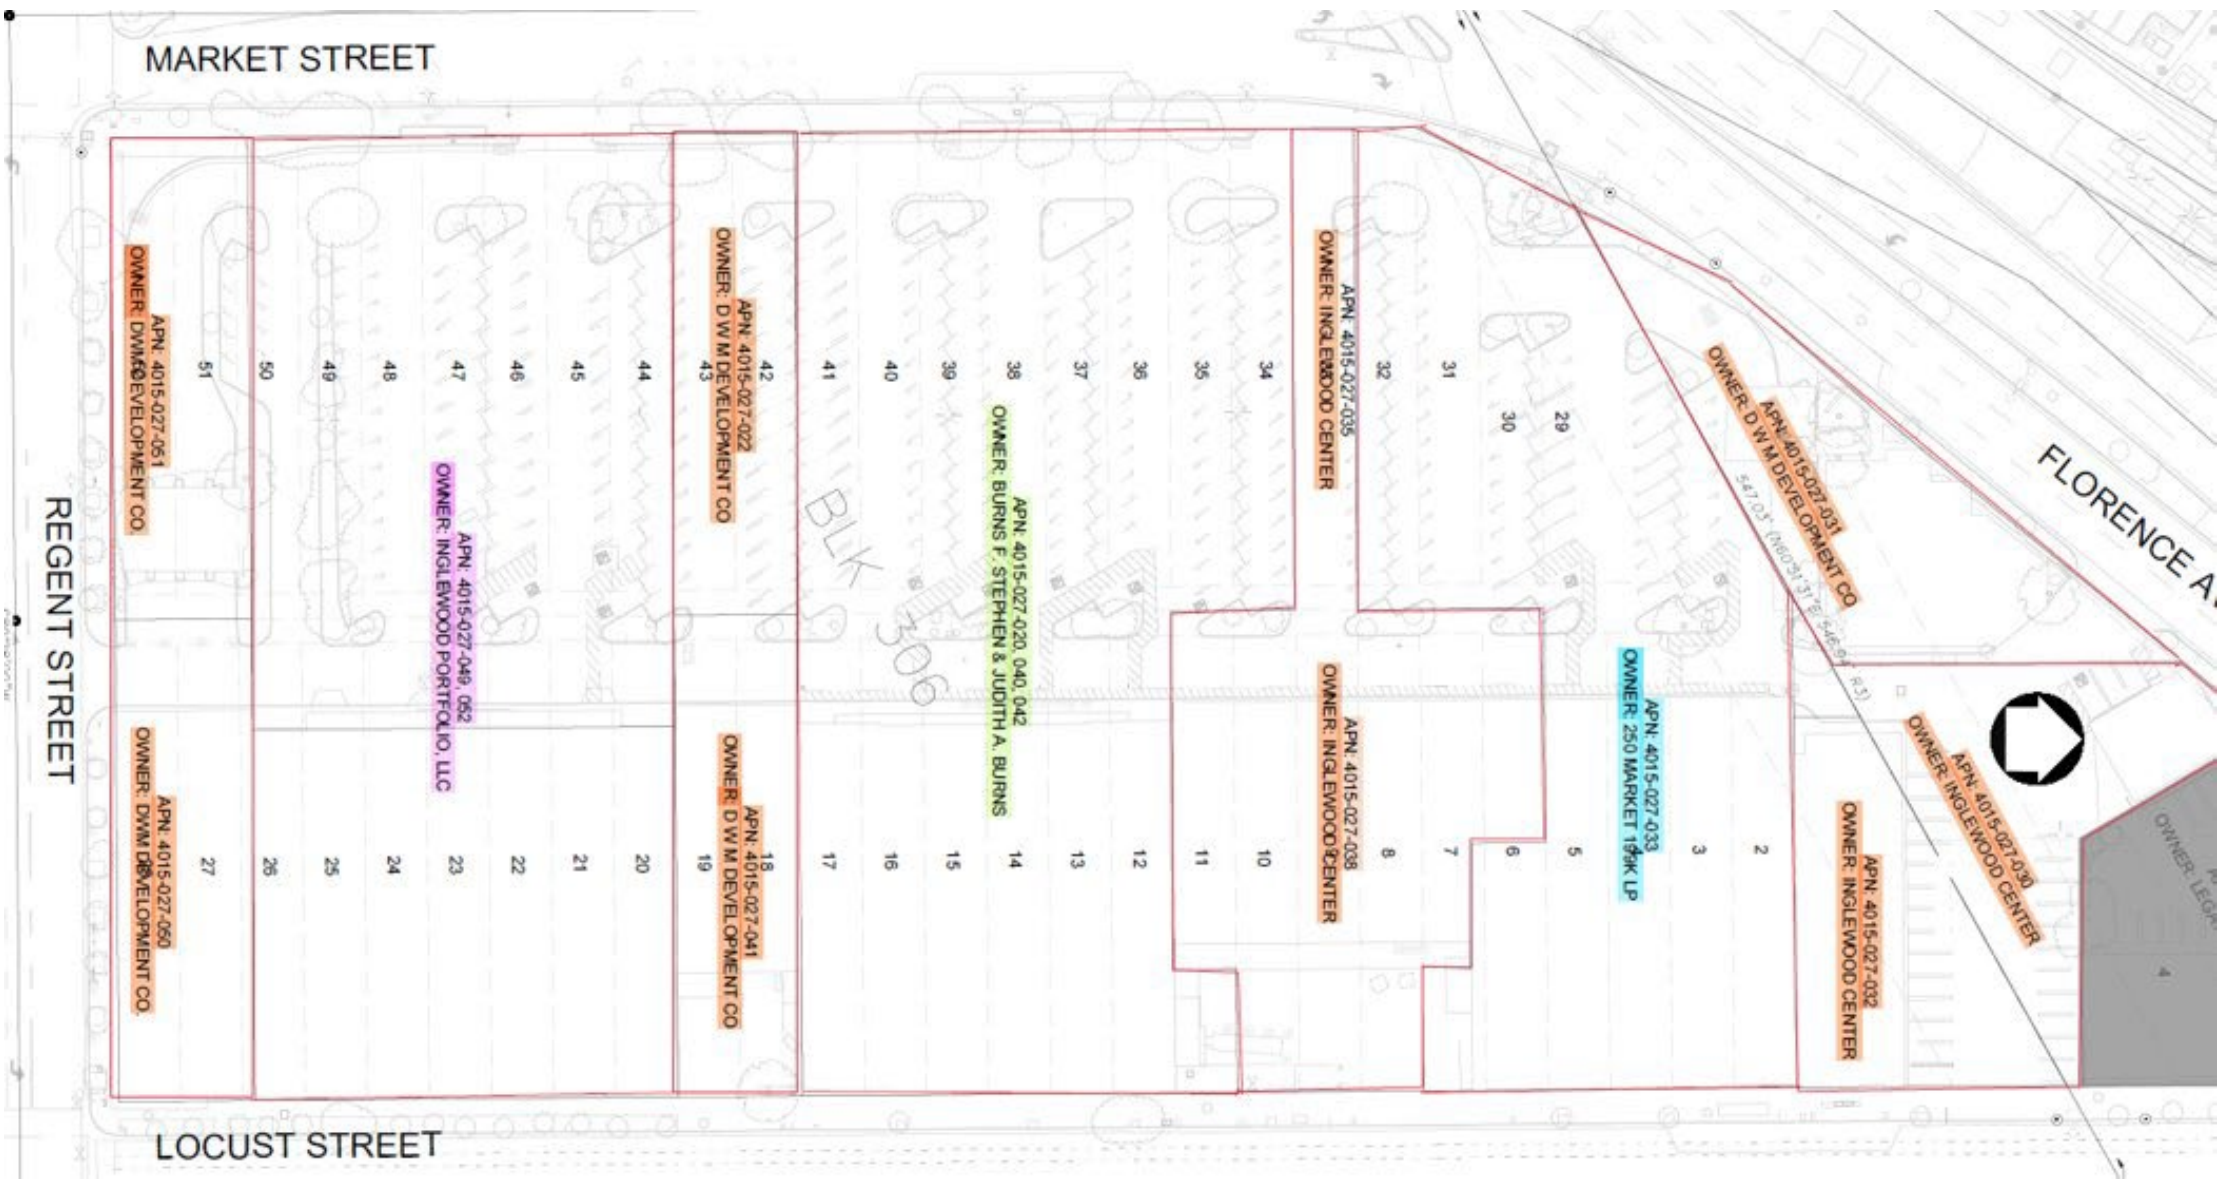 MARKET STREET
APN: 4015-027-051
OWNER: DWM DEVELOPMENT CO.
51
50
49
48
47
46
45
44
43
42
APN: 4015-027-022
OWNER: D W M DEVELOPMENT CO
41
40
39
38
37
36
35
34
APN: 4015-027-035
OWNER: INGLEWOOD CENTER
32
31
30
29
APN: 4015-027-031
OWNER: D W M DEVELOPMENT CO
FLORENCE
APN: 4015-027-049, 052
OWNER: INGLEWOOD PORTFOLIO, LLC
BLK 306
APN: 4015-027-020, 040, 042
OWNER: BURNS F. STEPHEN & JUDITH A. BURNS
REGENT STREET
APN: 4015-027-050
OWNER: DWM DEVELOPMENT CO.
27
26
25
24
23
22
21
20
19
18
APN: 4015-027-041
OWNER: D W M DEVELOPMENT CO
17
16
15
14
13
12
11
10
APN: 4015-027-038
OWNER: INGLEWOOD CENTER
8
7
6
5
APN: 4015-027-033
OWNER: 250 MARKET 199K LP
3
2
APN: 4015-027-032
OWNER: INGLEWOOD CENTER
APN: 4015-027-030
OWNER: INGLEWOOD CENTER
OWNER:
4
LOCUST STREET